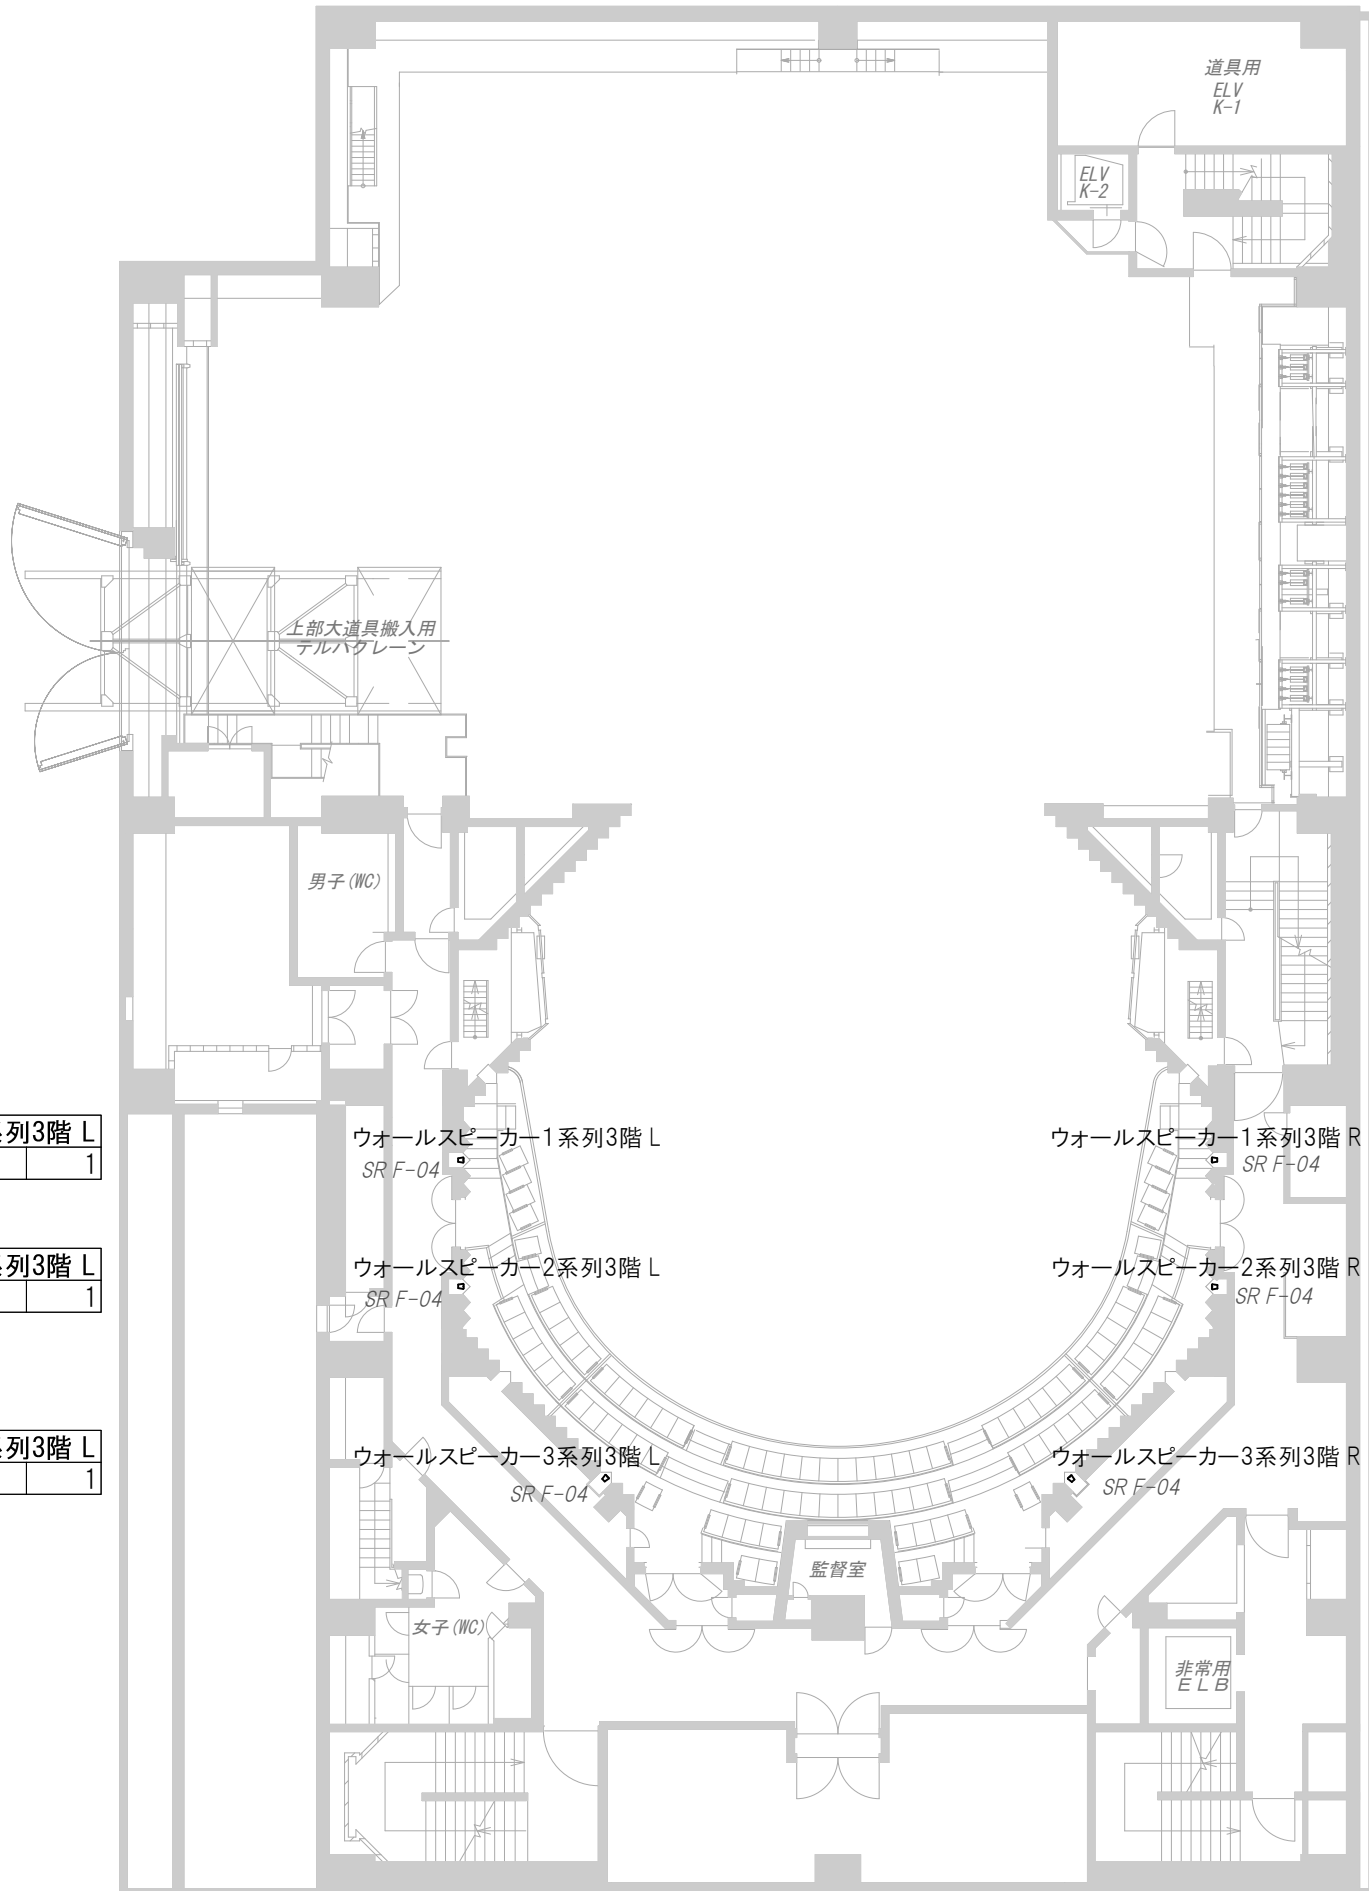 道具用
ELV
K-1
ELV
K-2
上部大道具搬入用
テルハクレーン
男子(WC)
系列3階 L
1
ウォールスピーカー1系列3階 L
SR F-04
ウォールスピーカー1系列3階 R
SR F-04
系列3階 L
1
ウォールスピーカー2系列3階 L
SR F-04
ウォールスピーカー2系列3階 R
SR F-04
系列3階 L
1
ウォールスピーカー3系列3階 L
SR F-04
ウォールスピーカー3系列3階 R
SR F-04
監督室
女子(WC)
非常用
ELB